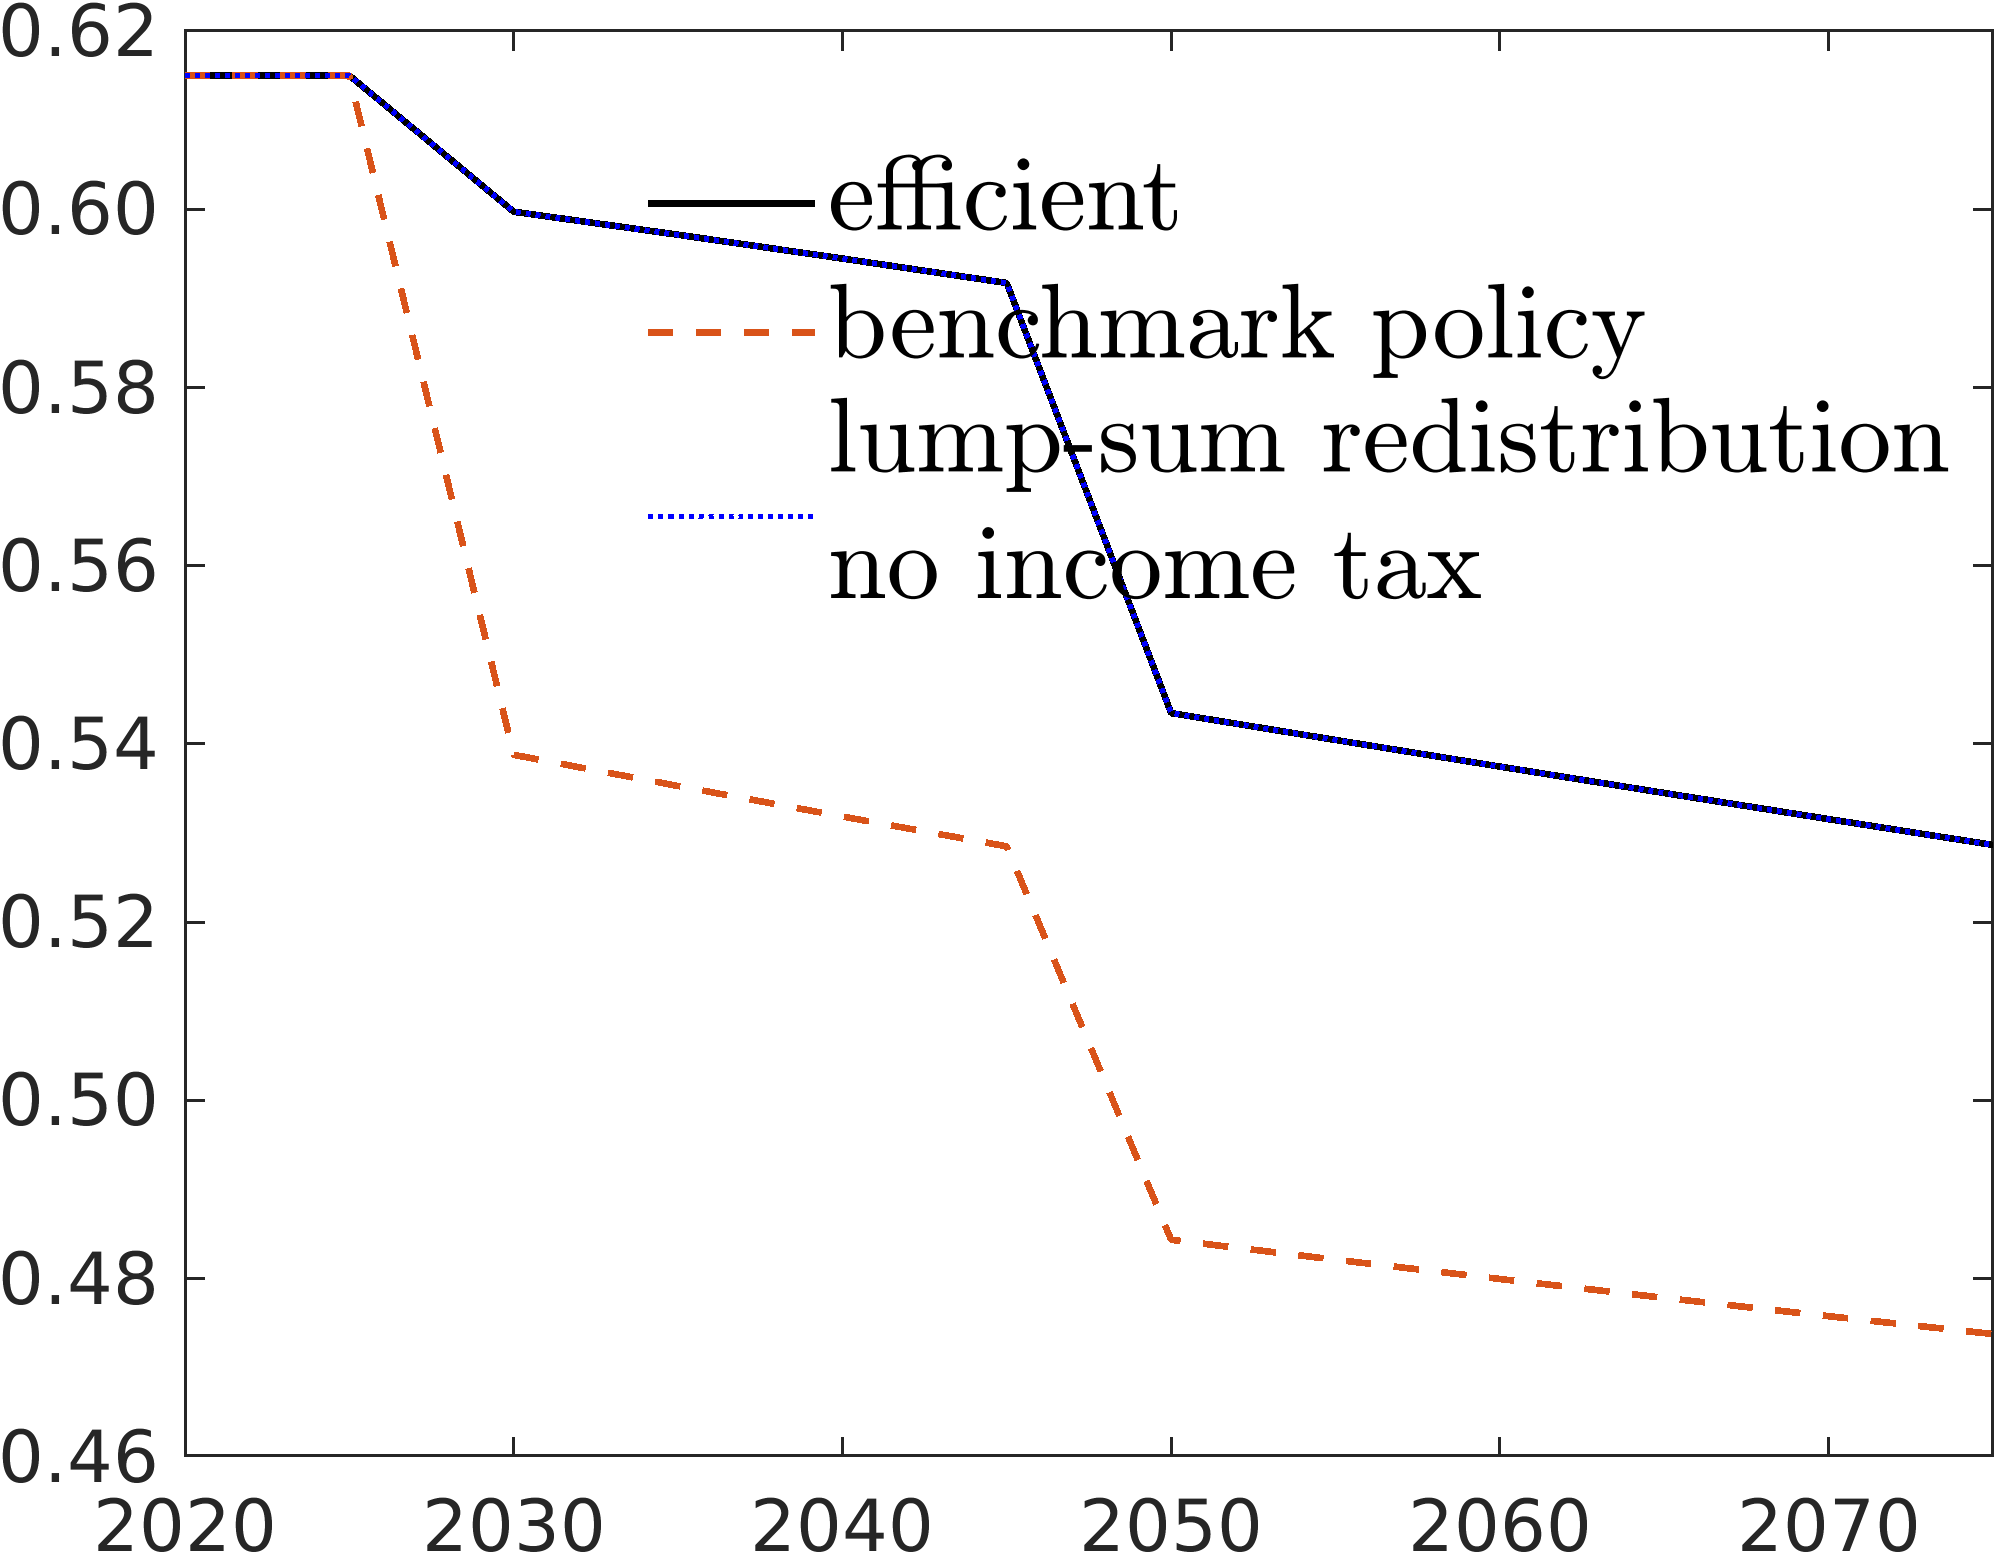 0.62
0.60
0.58
0.56
0.54
0.52
0.50
0.48
0.46
efficient
benchmark policy
lump-sum redistribution
no income tax
2020 2030 2040 2050 2060 2070